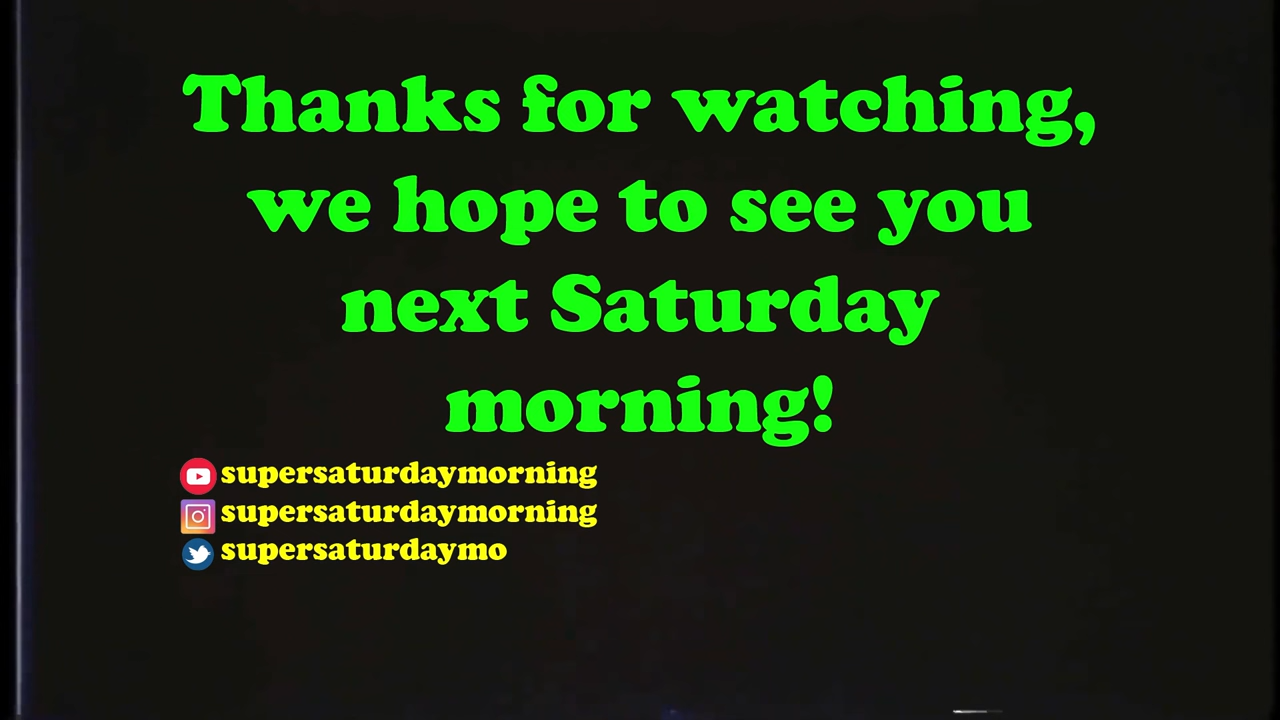 Thanks for watching,
we hope to see you
next Saturday
morning!
supersaturdaymorning
supersaturdaymorning
supersaturdaymo